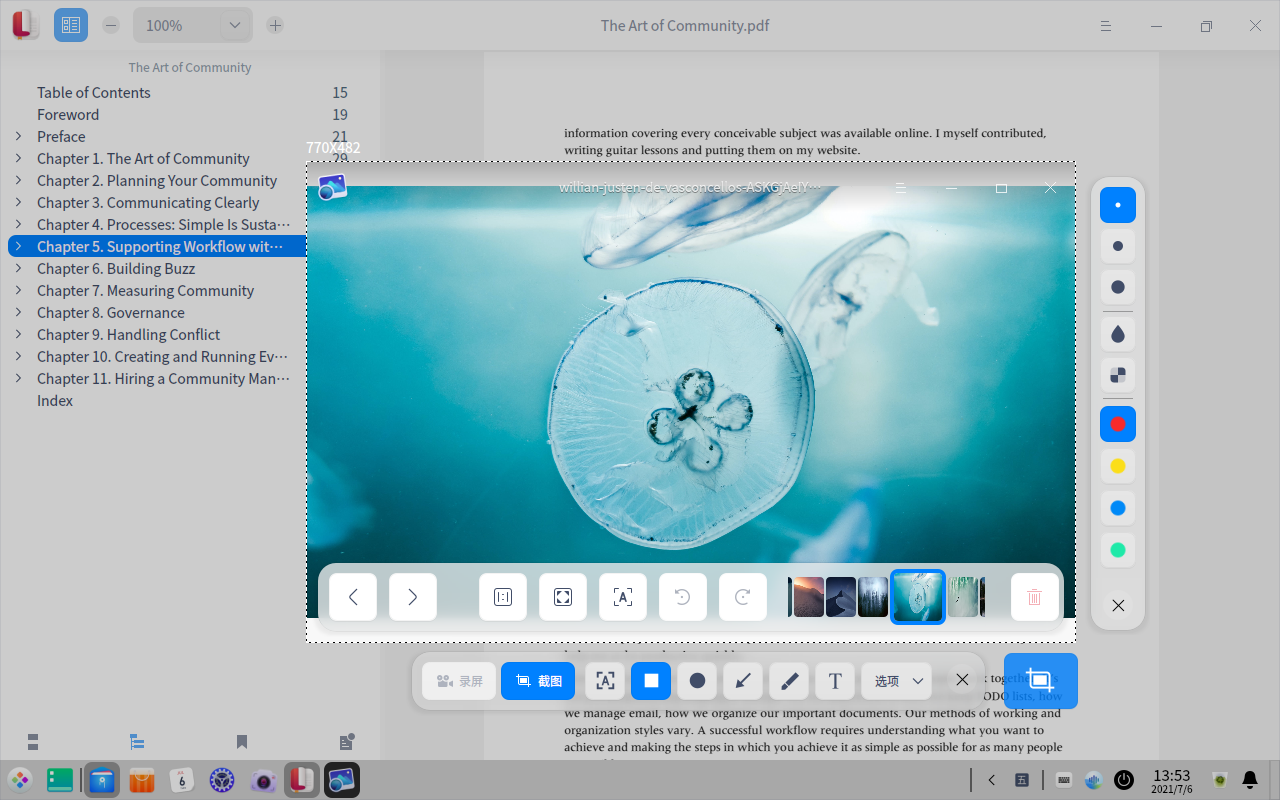 100%
The Art of Community.pdf
The Art of Community
Table of Contents 15
Foreword 19
Preface 21
Chapter 1. The Art of Community 29
Chapter 2. Planning Your Community
Chapter 3. Communicating Clearly
Chapter 4. Processes: Simple Is Susta···
Chapter 5. Supporting Workflow wit···
Chapter 6. Building Buzz
Chapter 7. Measuring Community
Chapter 8. Governance
Chapter 9. Handling Conflict
Chapter 10. Creating and Running Ev···
Chapter 11. Hiring a Community Man···
Index
information covering every conceivable subject was available online. I myself contributed,
writing guitar lessons and putting them on my website.
770X482
录屏
截图
T
选项
ODO lists, how
we manage email, how we organize our important documents. Our methods of working and
organization styles vary. A successful workflow requires understanding what you want to
achieve and making the steps in which you achieve it as simple as possible for as many people
6
五
13:53
2021/7/6